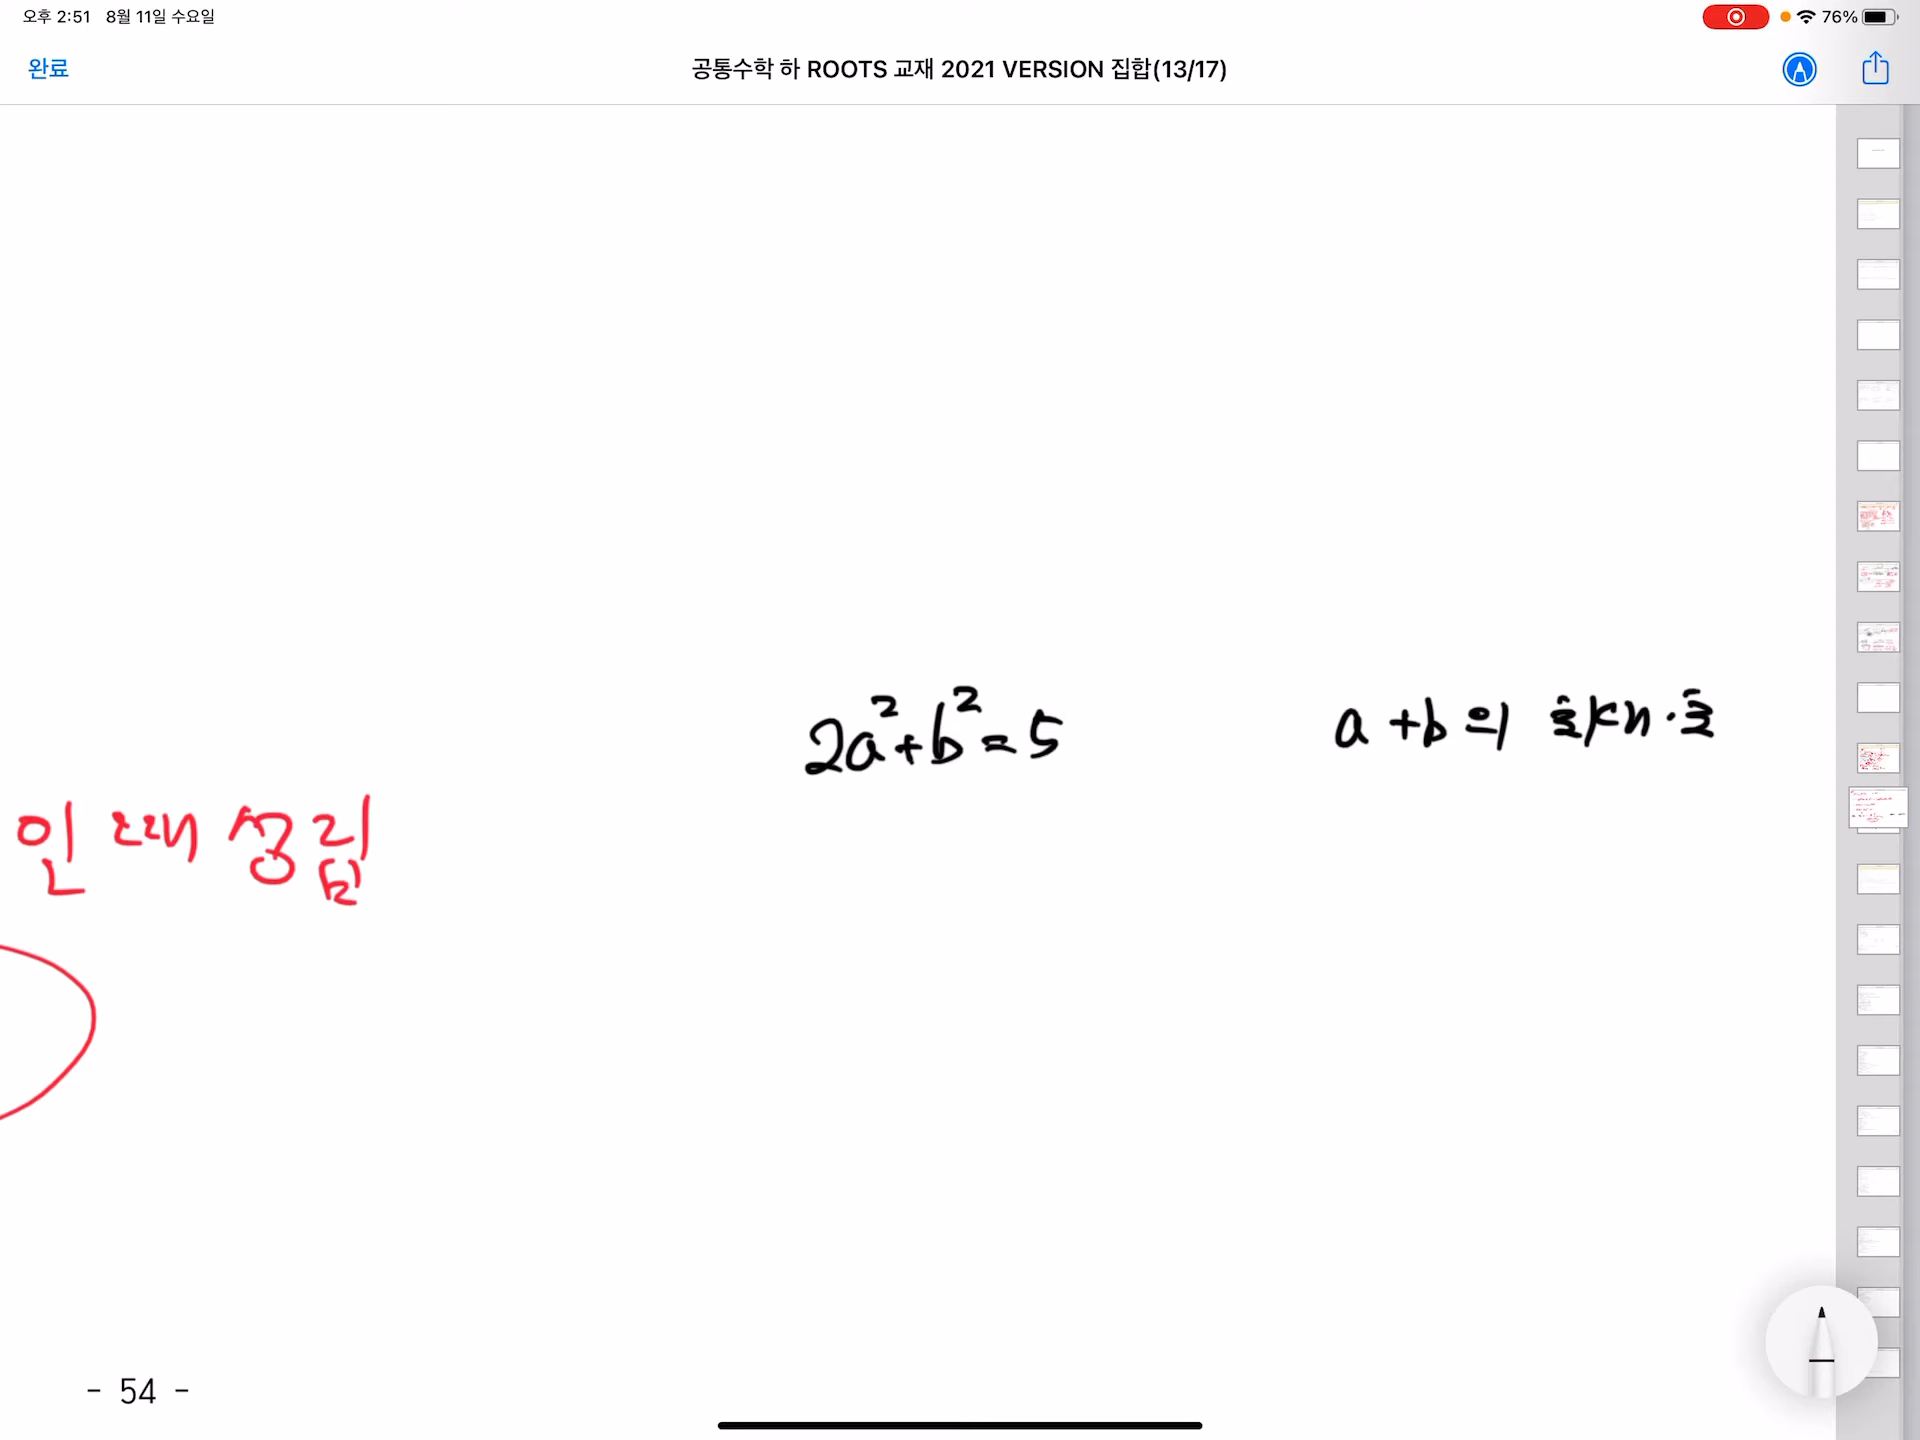 오후 2:51 8월 11일 수요일
76%
완료
공통수학 하 ROOTS 교재 2021 VERSION 집합(13/17)
2a²+b²=5
a+b의 최대·소
인 때 성립
- 54 -